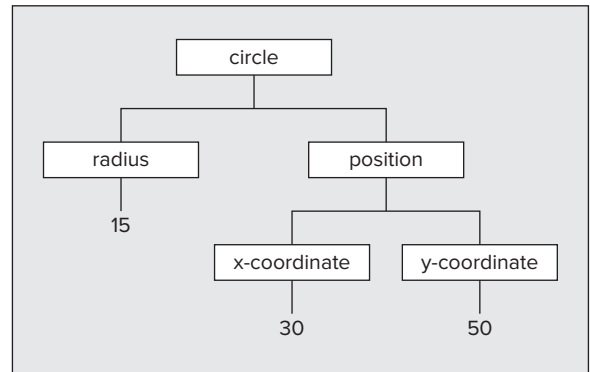 circle
radius
position
15
x-coordinate
y-coordinate
30
50